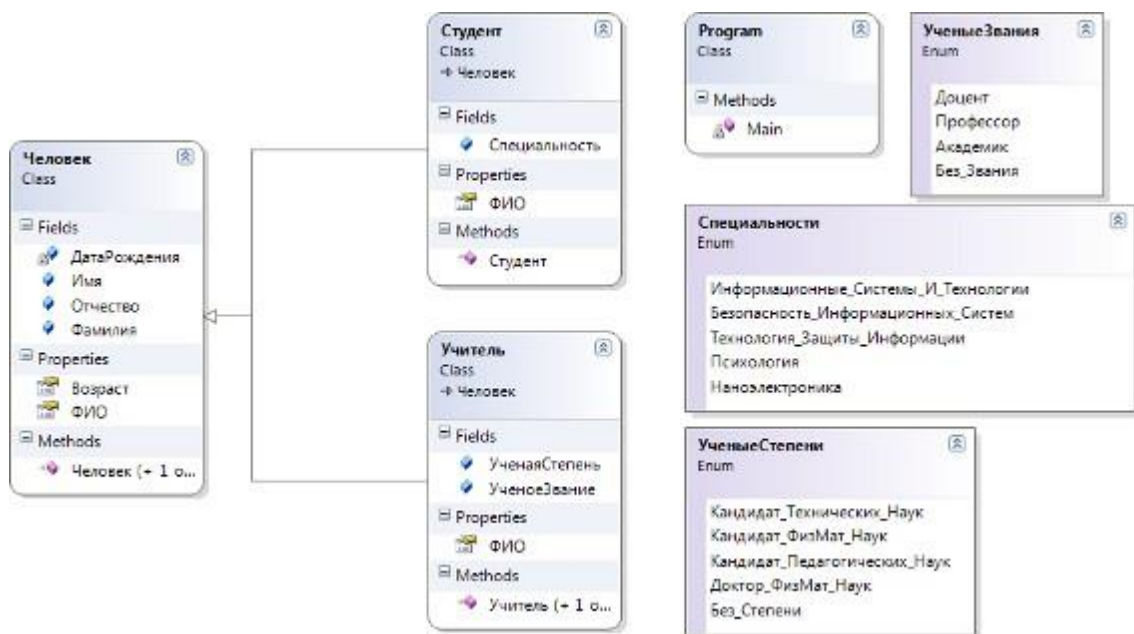 Человек
Class
Fields
ДатаРождения
Имя
Отчество
Фамилия
Properties
Возраст
ФИО
Methods
Человек (+ 1 о...
Студент
Class
Человек
Fields
Специальность
Properties
ФИО
Methods
Студент
Учитель
Class
Человек
Fields
УченаяСтепень
УченоеЗвание
Properties
ФИО
Methods
Учитель (+ 1 о...
Program
Class
Methods
Main
УченыеЗвания
Enum
Доцент
Профессор
Академик
Без_Звания
Специальности
Enum
Информационные_Системы_И_Технологии
Безопасность_Информационных_Систем
Технология_Защиты_Информации
Психология
Наноэлектроника
УченыеСтепени
Enum
Кандидат_Технических_Наук
Кандидат_ФизМат_Наук
Кандидат_Педагогических_Наук
Доктор_ФизМат_Наук
Без_Степени